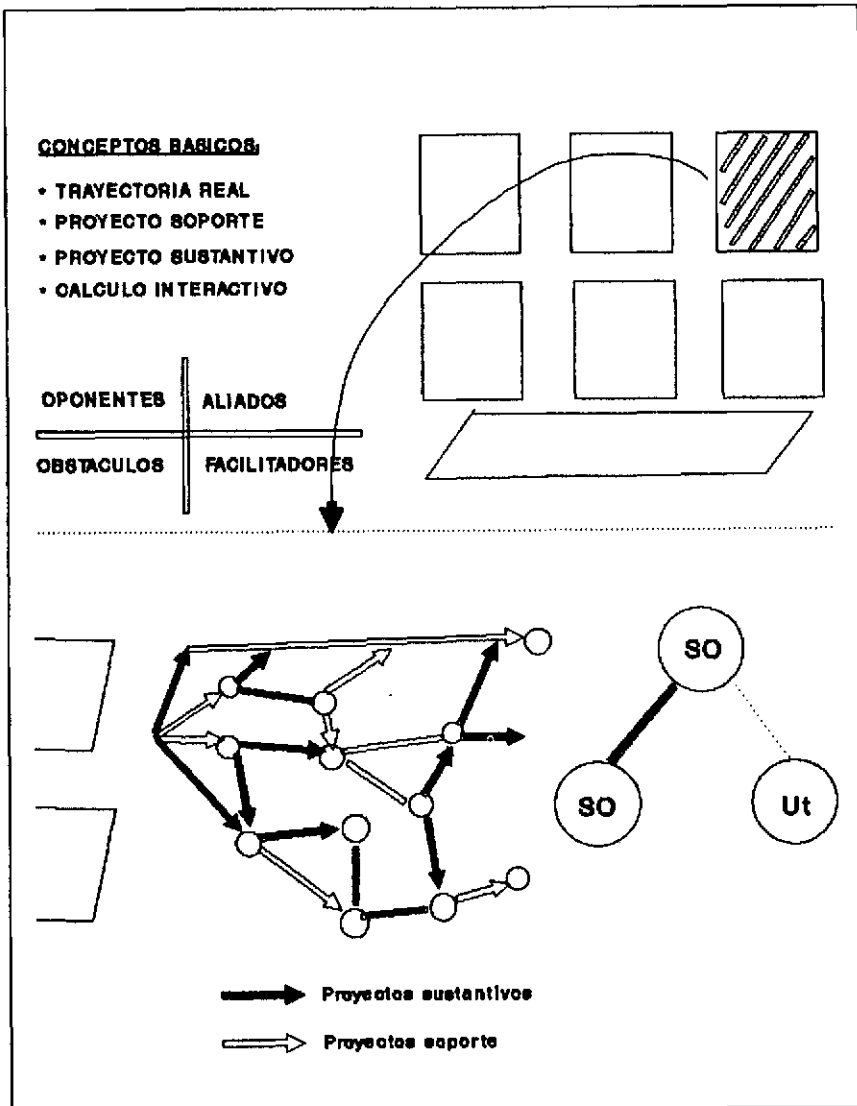 CONCEPTOS BASICOS:
* TRAYECTORIA REAL
* PROYECTO SOPORTE
* PROYECTO SUSTANTIVO
* CALCULO INTERACTIVO
OPONENTES ALIADOS
OBSTACULOS FACILITADORES
SO
SO Ut
Proyectos sustantivos
Proyectos soporte